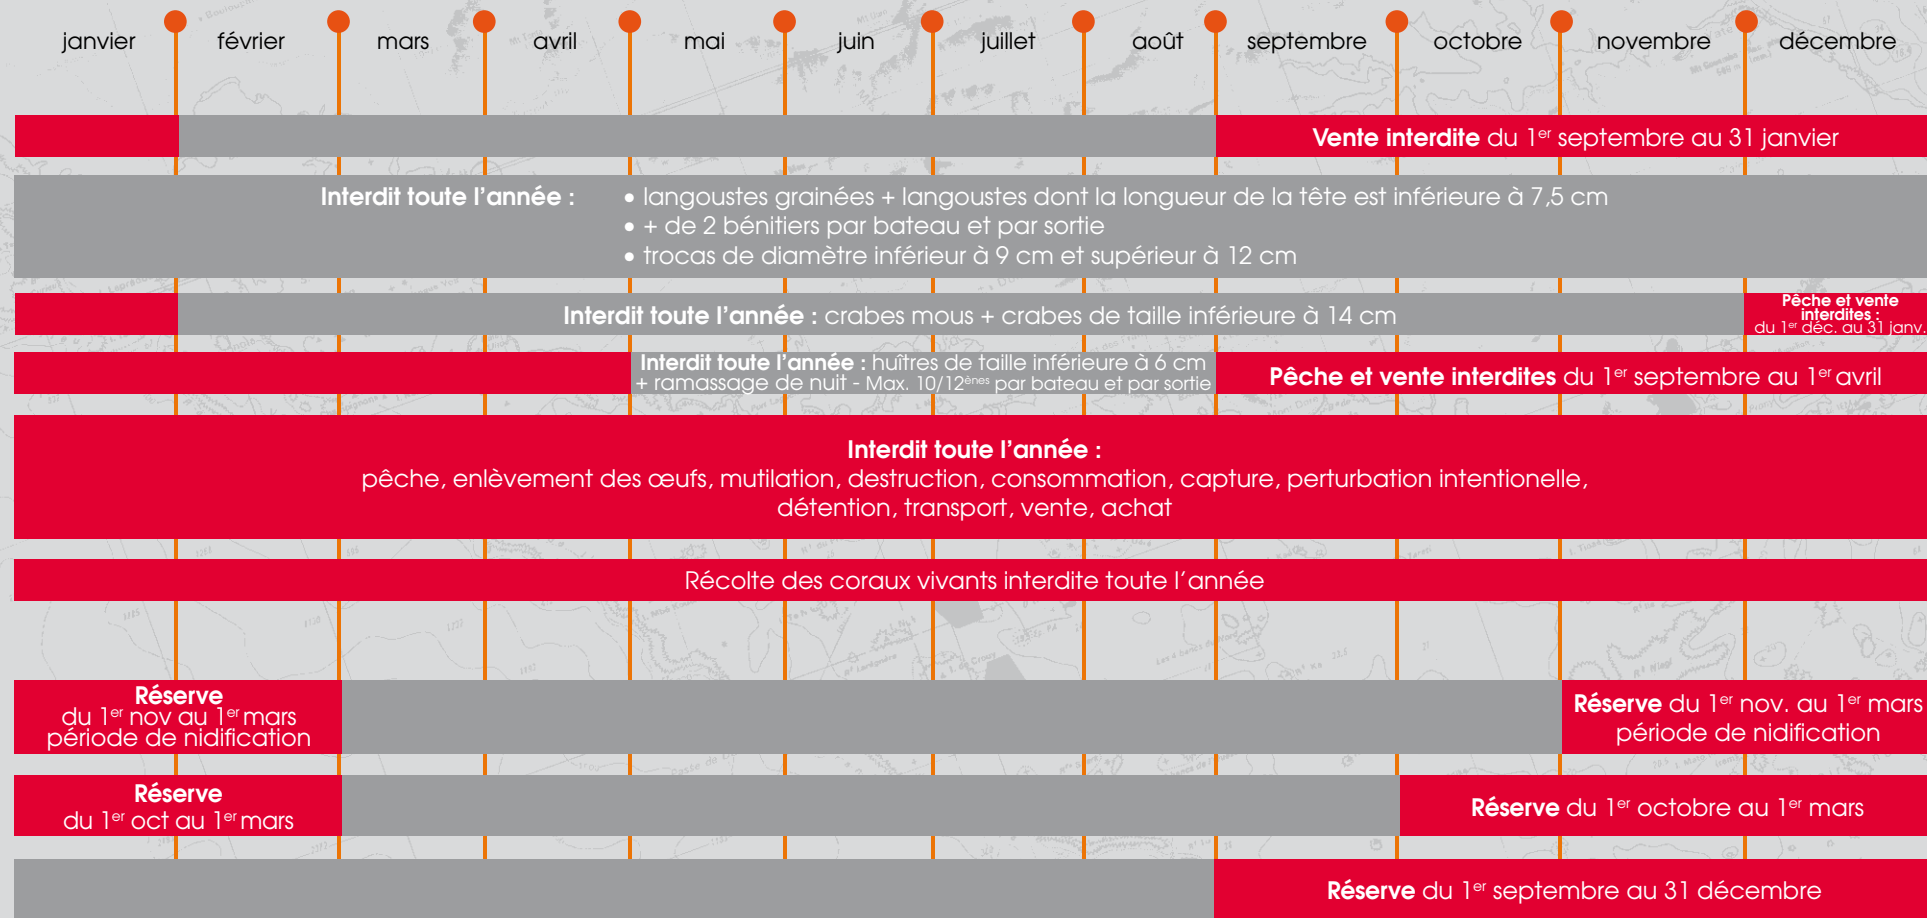 janvier février mars avril mai juin juillet août septembre octobre novembre décembre
Vente interdite du 1er septembre au 31 janvier
Interdit toute l'année : • langoustes grainées + langoustes dont la longueur de la tête est inférieure à 7,5 cm
• + de 2 bénitiers par bateau et par sortie
• trocas de diamètre inférieur à 9 cm et supérieur à 12 cm
Interdit toute l'année : crabes mous + crabes de taille inférieure à 14 cm
Pêche et vente
interdites :
du 1er déc. au 31 janv.
Interdit toute l'année : huîtres de taille inférieure à 6 cm
+ ramassage de nuit - Max. 10/12ènes par bateau et par sortie
Pêche et vente interdites du 1er septembre au 1er avril
Interdit toute l'année :
pêche, enlèvement des œufs, mutilation, destruction, consommation, capture, perturbation intentionelle,
détention, transport, vente, achat
Récolte des coraux vivants interdite toute l'année
Réserve
du 1er nov au 1er mars
période de nidification
Réserve du 1er nov. au 1er mars
période de nidification
Réserve
du 1er oct au 1er mars
Réserve du 1er octobre au 1er mars
Réserve du 1er septembre au 31 décembre